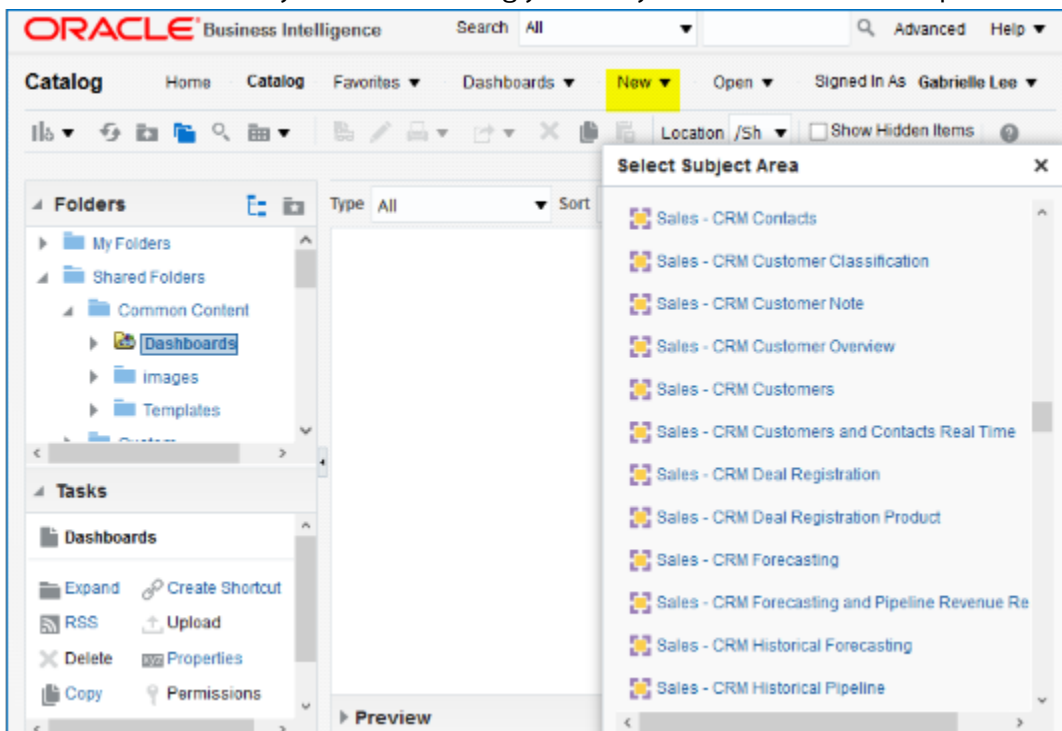 ORACLE Business Intelligence Search All Advanced Help
Catalog Home Catalog Favorites Dashboards New Open Signed In As Gabrielle Lee
Location /Sh Show Hidden Items
Select Subject Area
Folders
Type All Sort
My Folders
Shared Folders
Common Content
Dashboards
images
Templates
Tasks
Dashboards
Expand Create Shortcut
RSS Upload
Delete Properties
Copy Permissions
Preview
Sales - CRM Contacts
Sales - CRM Customer Classification
Sales - CRM Customer Note
Sales - CRM Customer Overview
Sales - CRM Customers
Sales - CRM Customers and Contacts Real Time
Sales - CRM Deal Registration
Sales - CRM Deal Registration Product
Sales - CRM Forecasting
Sales - CRM Forecasting and Pipeline Revenue Re
Sales - CRM Historical Forecasting
Sales - CRM Historical Pipeline